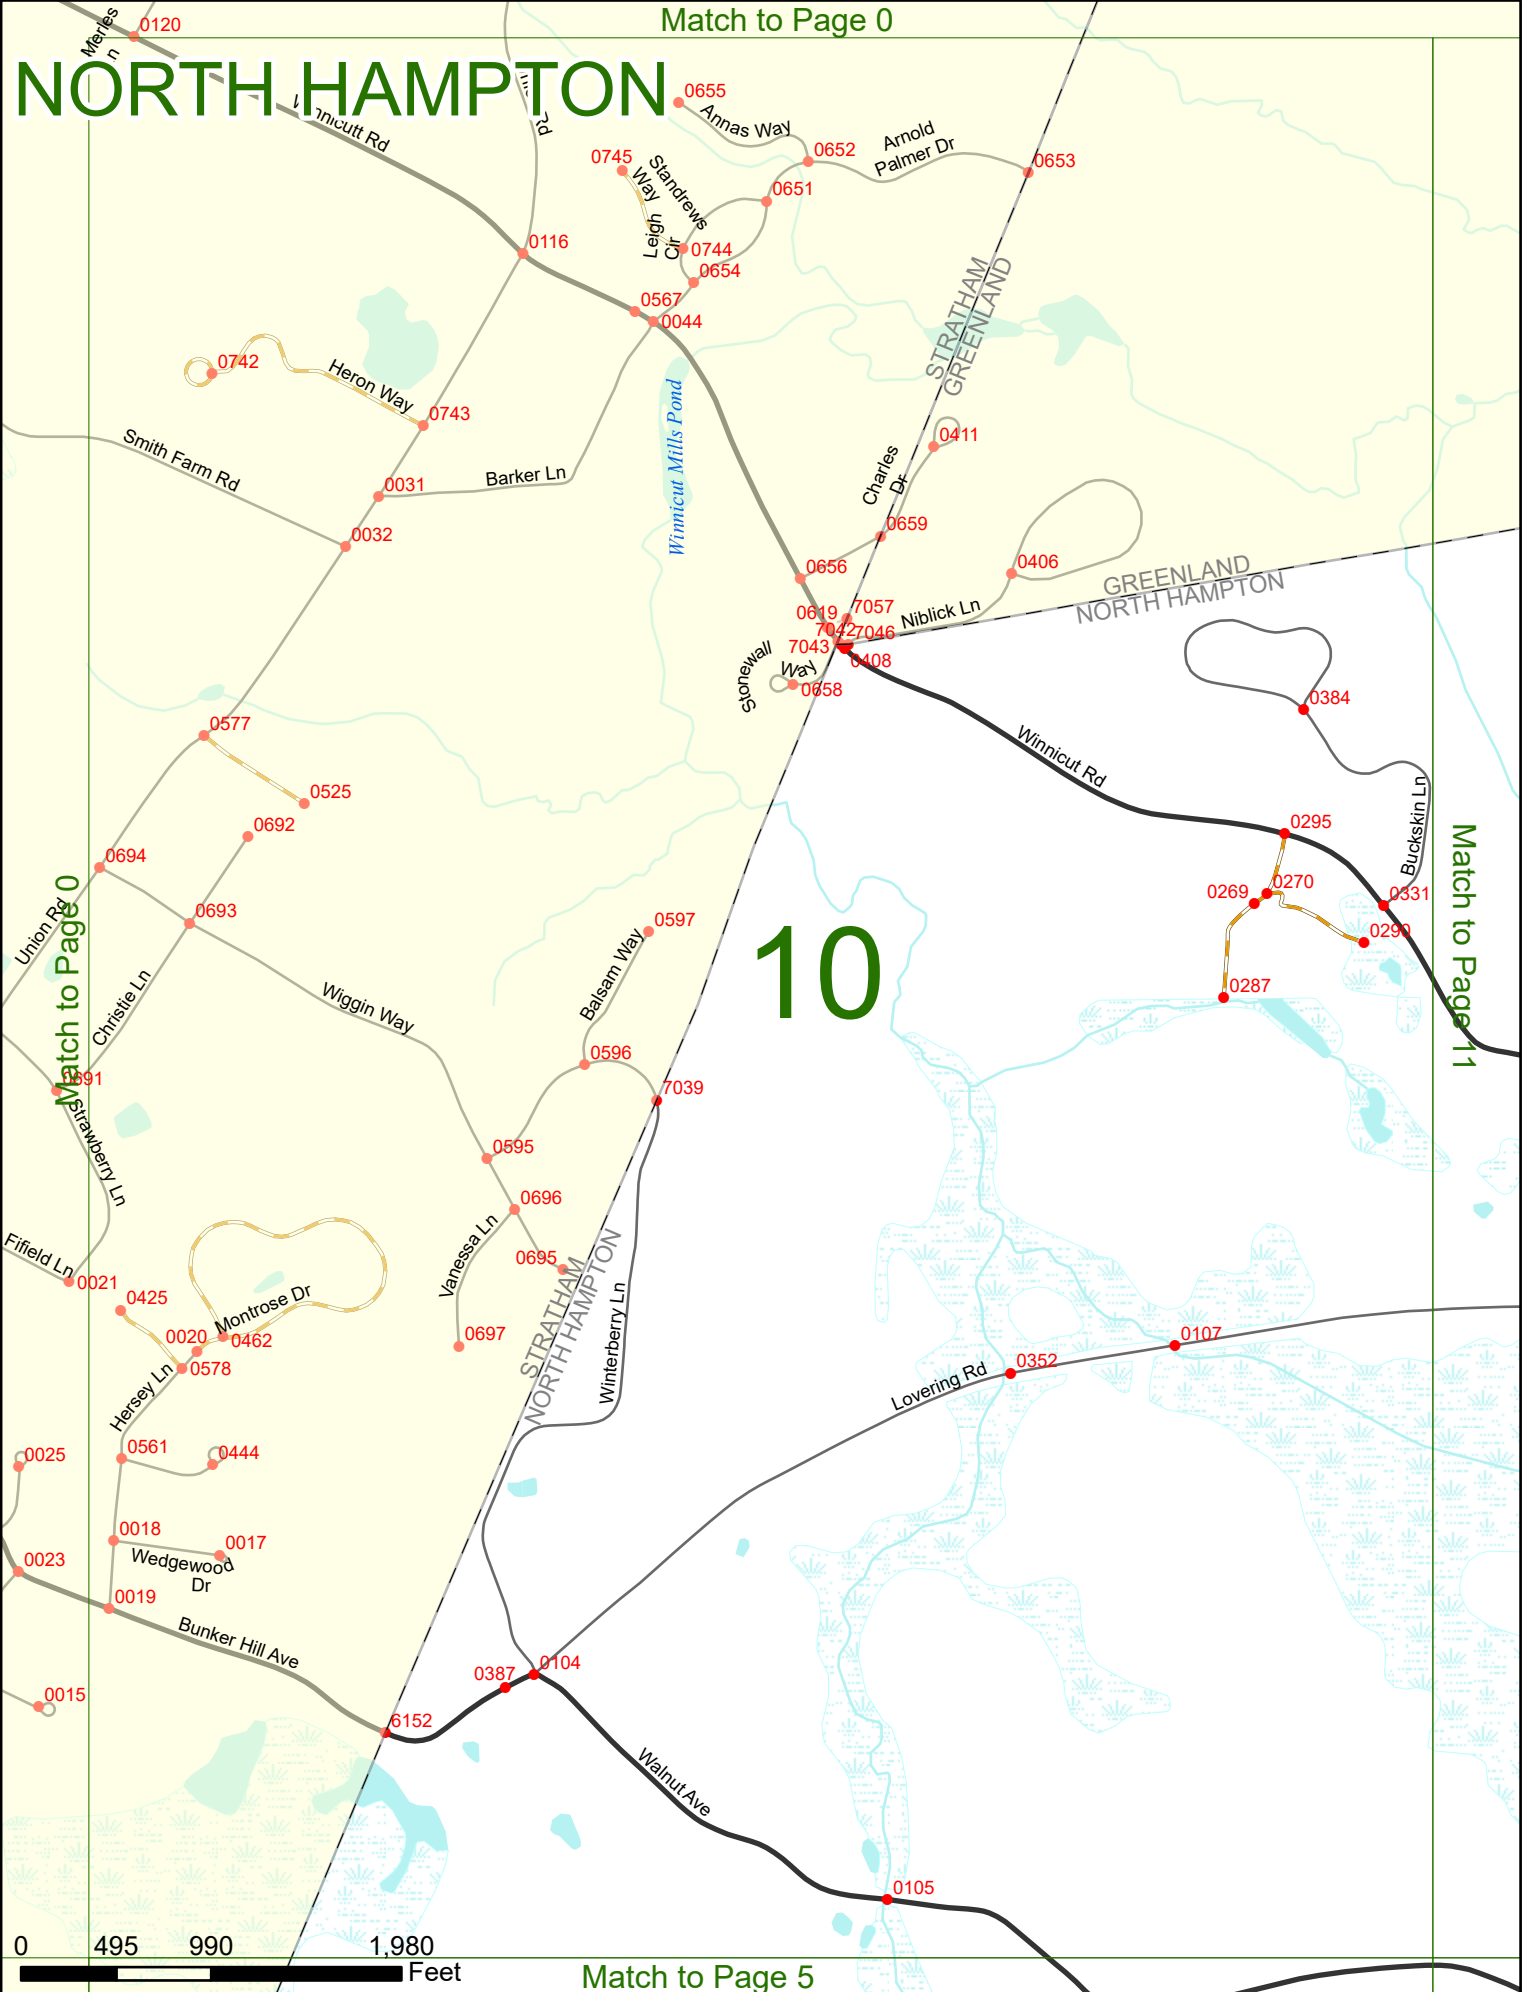 Match to Page 0
Merles
0120
NORTH HAMPTON
Rd
Winnicutt Rd
0655
Annas Way
0652
Arnold
Palmer Dr
0653
0745
Standrews
Cir
Leigh
Way
0651
0744
0116
0654
0567
0044
STRATHAM
GREENLAND
0742
Heron Way
0743
Winnicut Mills Pond
0411
Charles
Dr
Smith Farm Rd
0031
Barker Ln
0032
0659
0656
0406
GREENLAND
NORTH HAMPTON
0619
7057
7042
7046
7043
0408
Niblick Ln
Stonewall
Way
0658
0384
0577
Winnicut Rd
0525
0692
0295
Buckskin Ln
0694
0693
0269
0270
0331
0290
0287
Match to Page 11
Match to Page 0
Union Rd
Christie Ln
Wiggin Way
0597
Balsam Way
10
0596
0691
7039
Strawberry Ln
0595
0696
Vanessa Ln
0695
0697
STRATHAM
NORTH HAMPTON
Winterberry Ln
Fifield Ln
0021
0425
Montrose Dr
0020
0462
0578
Hersey Ln
0107
0352
Lovering Rd
0025
0561
0444
0018
0017
Wedgewood
Dr
0023
0019
Bunker Hill Ave
0015
0387
0104
6152
Walnut Ave
0105
0
495
990
1,980
Feet
Match to Page 5